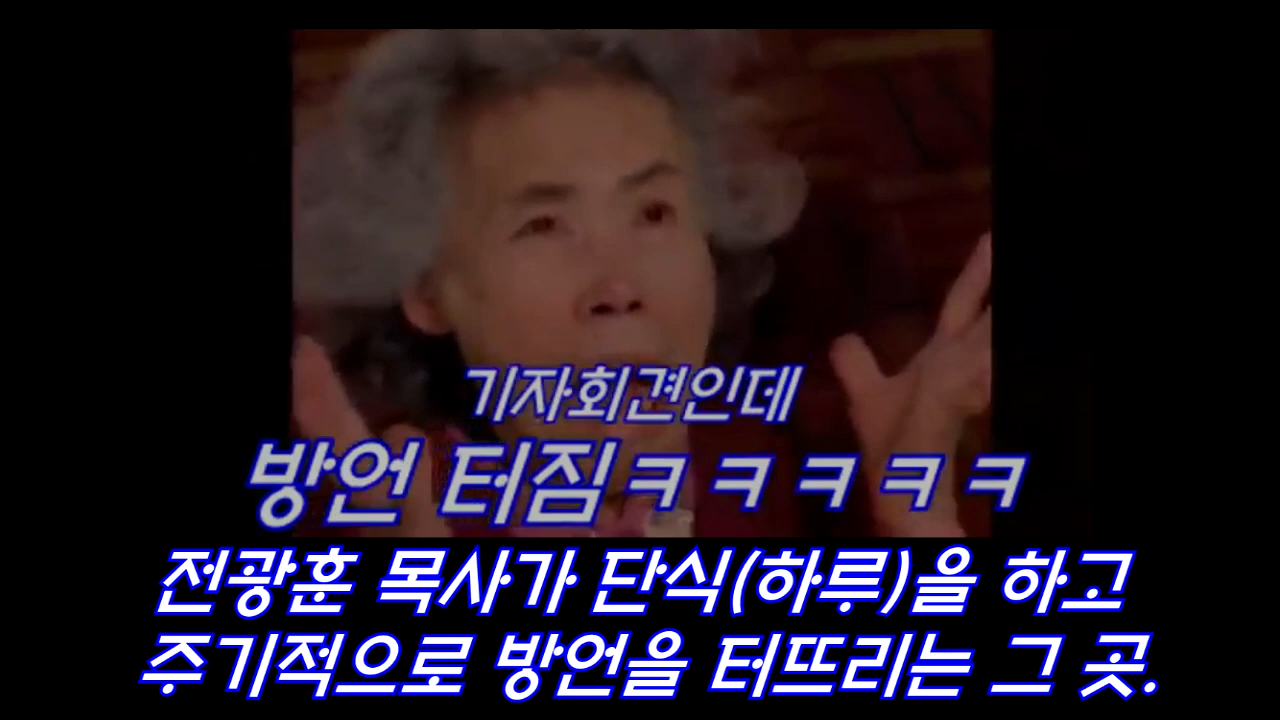 기자회견인데
방언 터짐ㅋㅋㅋㅋㅋ
전광훈 목사가 단식(하루)을 하고
주기적으로 방언을 터뜨리는 그 곳.